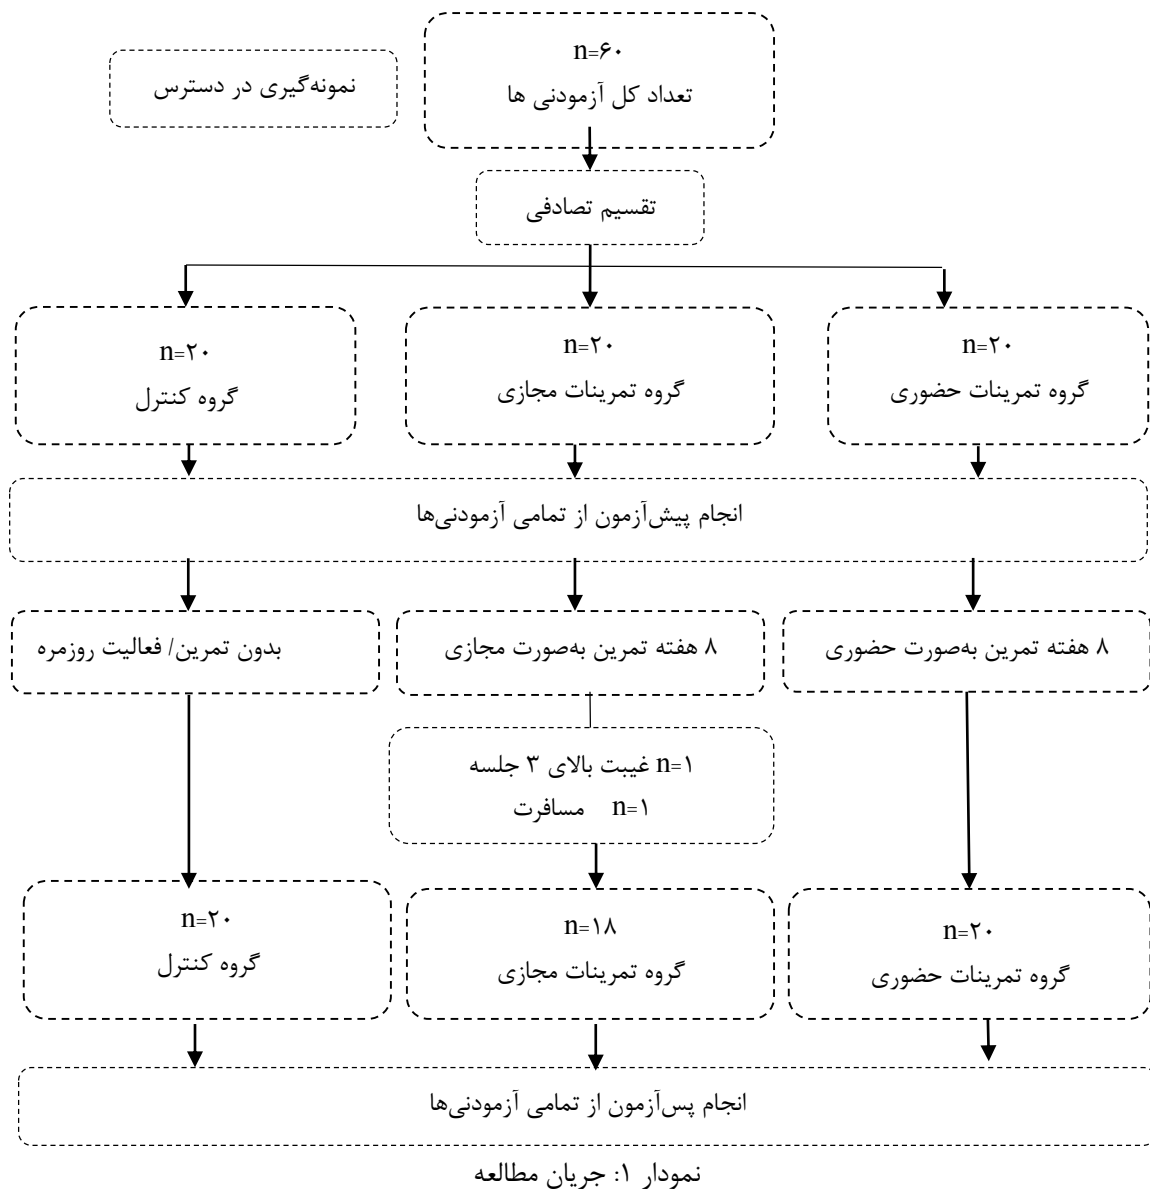 n=۶۰
تعداد کل آزمودنی ها
نمونه‌گیری در دسترس
تقسیم تصادفی
n=۲۰
گروه تمرینات حضوری
n=۲۰
گروه تمرینات مجازی
n=۲۰
گروه کنترل
انجام پیش‌آزمون از تمامی آزمودنی‌ها
۸ هفته تمرین به‌صورت حضوری
۸ هفته تمرین به‌صورت مجازی
بدون تمرین/ فعالیت روزمره
n=۱ غیبت بالای ۳ جلسه
n=۱ مسافرت
n=۲۰
گروه تمرینات حضوری
n=۱۸
گروه تمرینات مجازی
n=۲۰
گروه کنترل
انجام پس‌آزمون از تمامی آزمودنی‌ها
نمودار ۱: جریان مطالعه